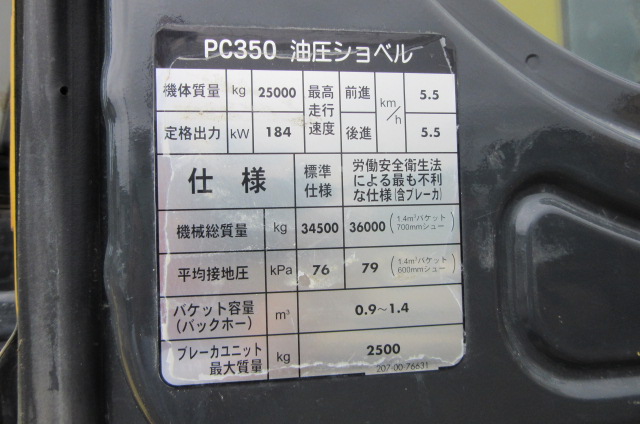 PC350 油圧ショベル
機体質量 kg 25000 最高走行速度 前進 km/h 5.5
定格出力 kW 184 後進 5.5
仕様 標準仕様 労働安全衛生法による最も不利な仕様(含ブレーカ)
機械総質量 kg 34500 36000 (1.4m³バケット 700mmシュー)
平均接地圧 kPa 76 79 (1.4m³バケット 600mmシュー)
バケット容量(バックホー) m³ 0.9〜1.4
ブレーカユニット最大質量 kg 2500
207-00-76631